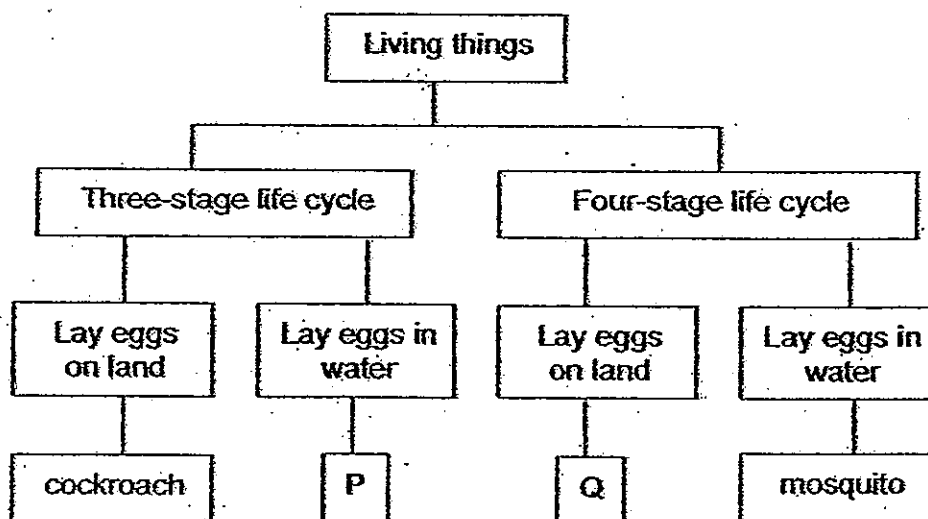 Living things
Three-stage life cycle
Four-stage life cycle
Lay eggs
on land
Lay eggs in
water
Lay eggs
on land
Lay eggs in
water
cockroach
P
Q
mosquito